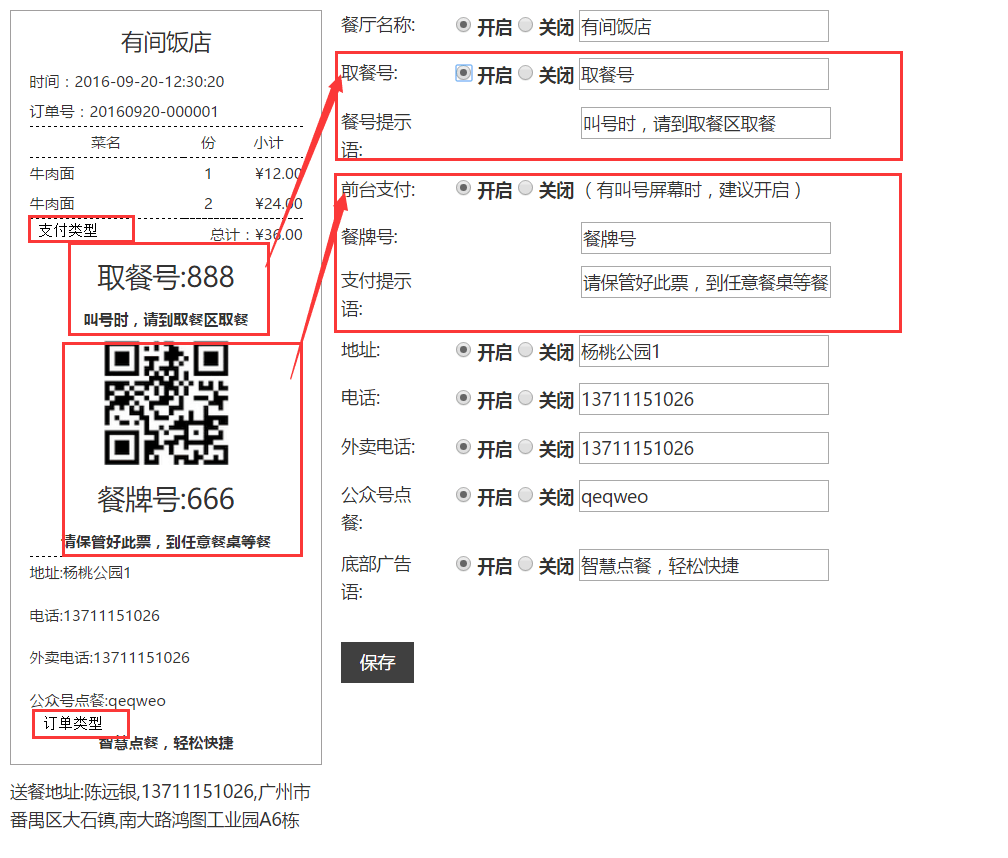 有间饭店
时间：2016-09-20-12:30:20
订单号：20160920-000001
菜名 份 小计
牛肉面 1 ¥12.00
牛肉面 2 ¥24.00
支付类型
总计：¥36.00
取餐号:888
叫号时，请到取餐区取餐
餐牌号:666
请保管好此票，到任意餐桌等餐
地址:杨桃公园1
电话:13711151026
外卖电话:13711151026
公众号点餐:qeqweo
订单类型
智慧点餐，轻松快捷
送餐地址:陈远银,13711151026,广州市
番禺区大石镇,南大路鸿图工业园A6栋
餐厅名称: 开启 关闭 有间饭店
取餐号: 开启 关闭 取餐号
餐号提示
语:
叫号时，请到取餐区取餐
前台支付: 开启 关闭（有叫号屏幕时，建议开启）
餐牌号: 餐牌号
支付提示
语:
请保管好此票，到任意餐桌等餐
地址: 开启 关闭 杨桃公园1
电话: 开启 关闭 13711151026
外卖电话: 开启 关闭 13711151026
公众号点
餐:
开启 关闭 qeqweo
底部广告
语:
开启 关闭 智慧点餐，轻松快捷
保存